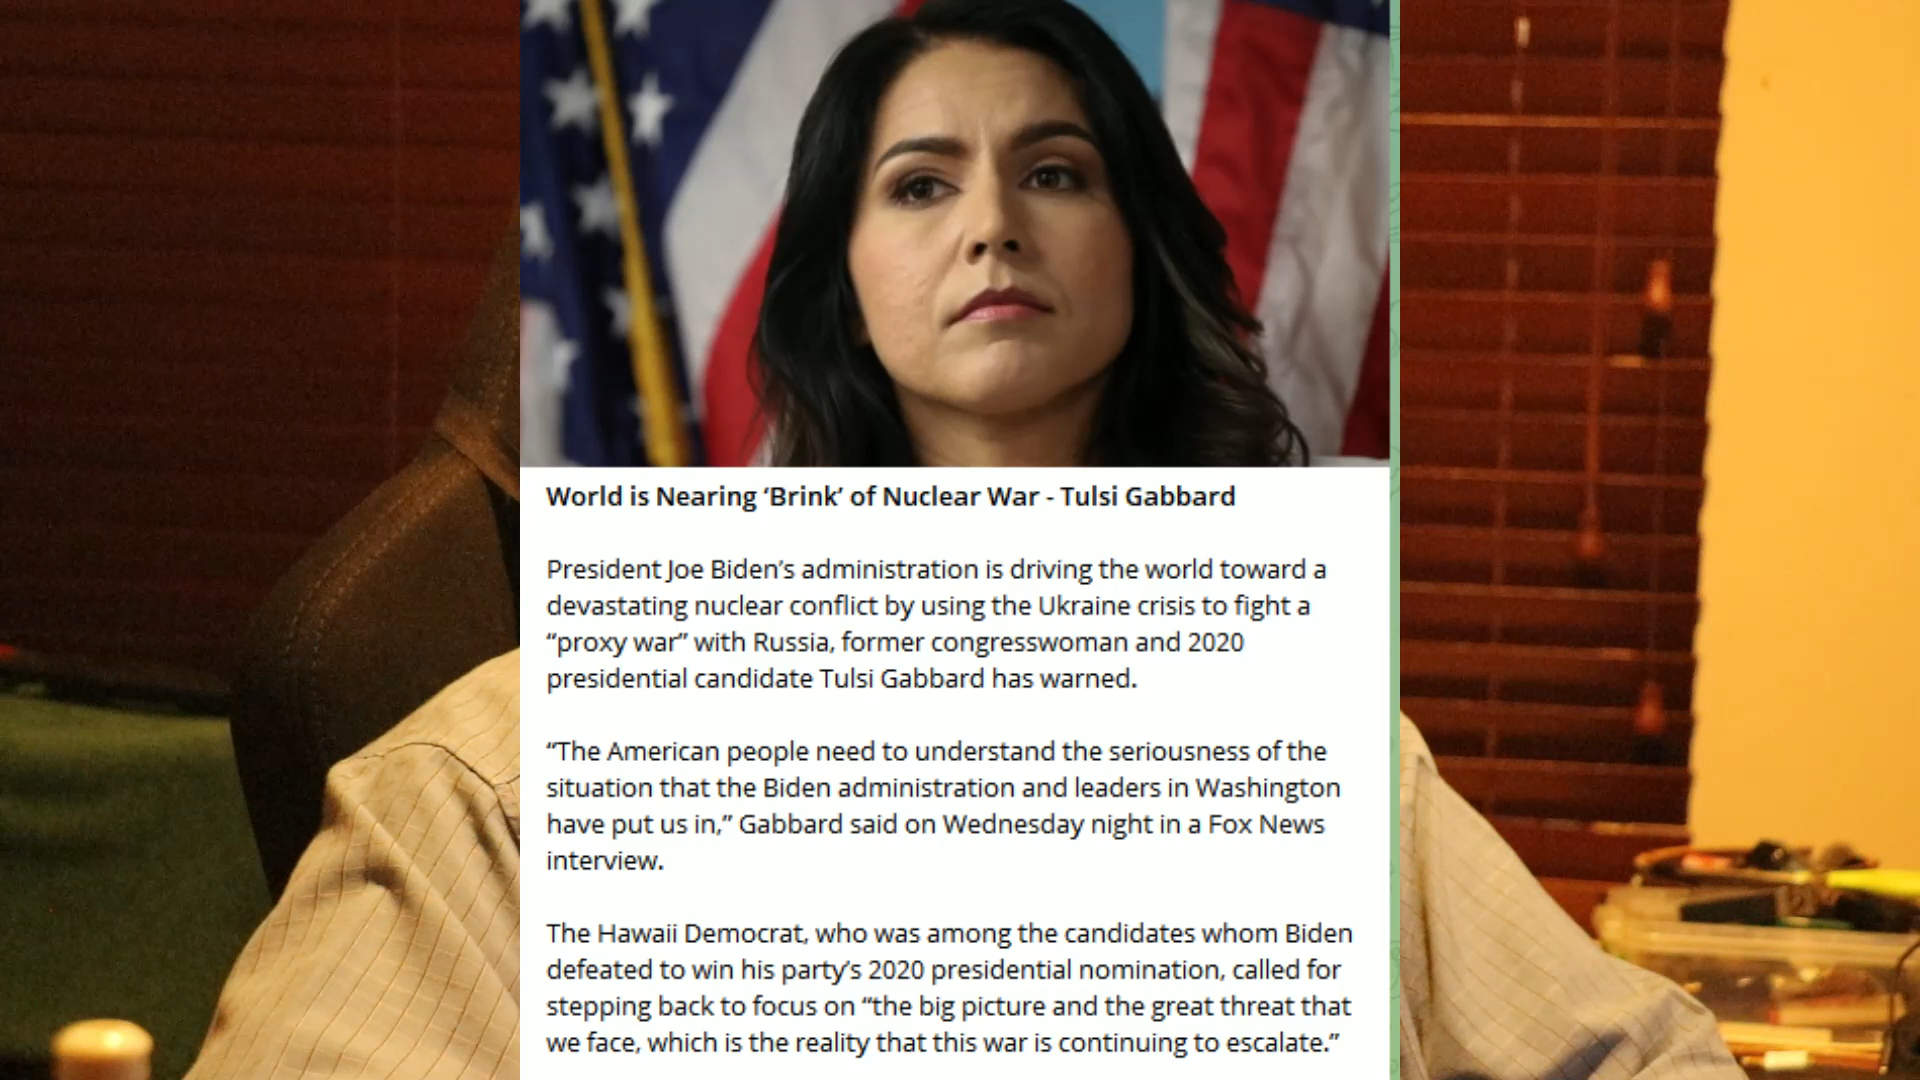 World is Nearing ‘Brink’ of Nuclear War - Tulsi Gabbard
President Joe Biden’s administration is driving the world toward a
devastating nuclear conflict by using the Ukraine crisis to fight a
“proxy war” with Russia, former congresswoman and 2020
presidential candidate Tulsi Gabbard has warned.
“The American people need to understand the seriousness of the
situation that the Biden administration and leaders in Washington
have put us in,” Gabbard said on Wednesday night in a Fox News
interview.
The Hawaii Democrat, who was among the candidates whom Biden
defeated to win his party’s 2020 presidential nomination, called for
stepping back to focus on “the big picture and the great threat that
we face, which is the reality that this war is continuing to escalate.”